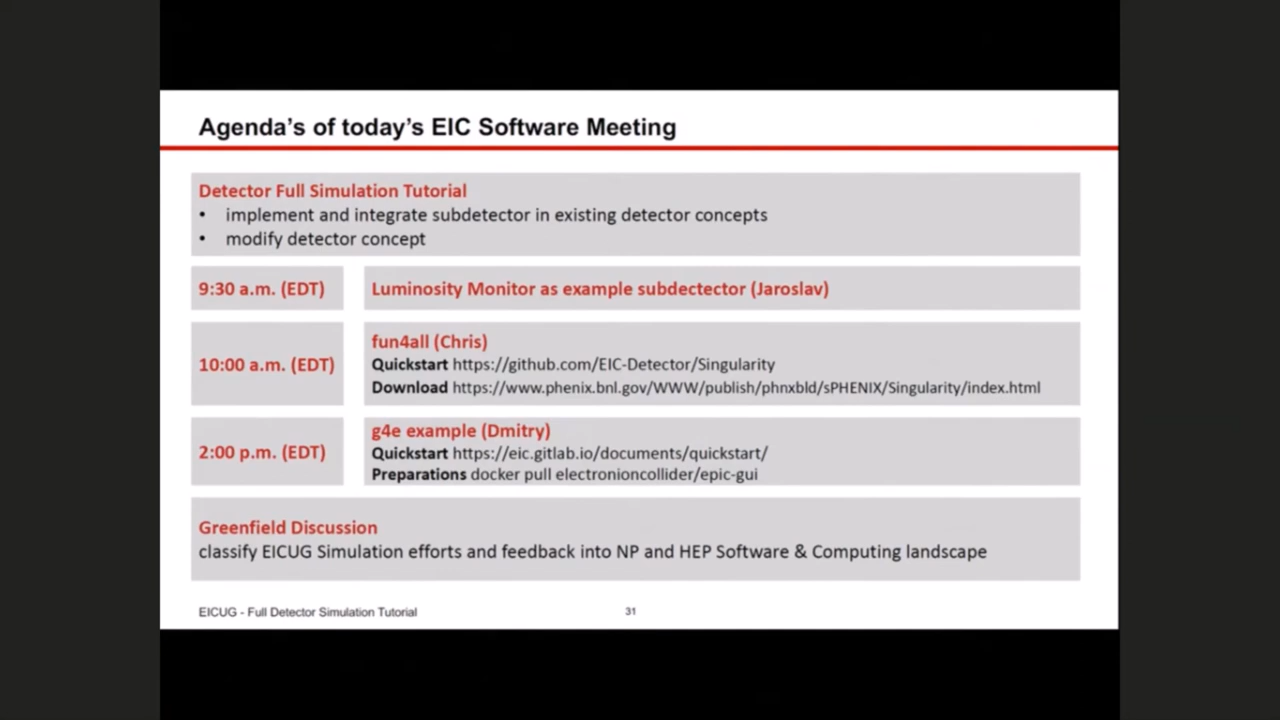 Agenda's of today's EIC Software Meeting
Detector Full Simulation Tutorial
• implement and integrate subdetector in existing detector concepts
• modify detector concept
9:30 a.m. (EDT)
Luminosity Monitor as example subdectector (Jaroslav)
10:00 a.m. (EDT)
fun4all (Chris)
Quickstart https://github.com/EIC-Detector/Singularity
Download https://www.phenix.bnl.gov/WWW/publish/phnxbld/sPHENIX/Singularity/index.html
2:00 p.m. (EDT)
g4e example (Dmitry)
Quickstart https://eic.gitlab.io/documents/quickstart/
Preparations docker pull electronioncollider/epic-gui
Greenfield Discussion
classify EICUG Simulation efforts and feedback into NP and HEP Software & Computing landscape
EICUG - Full Detector Simulation Tutorial
31